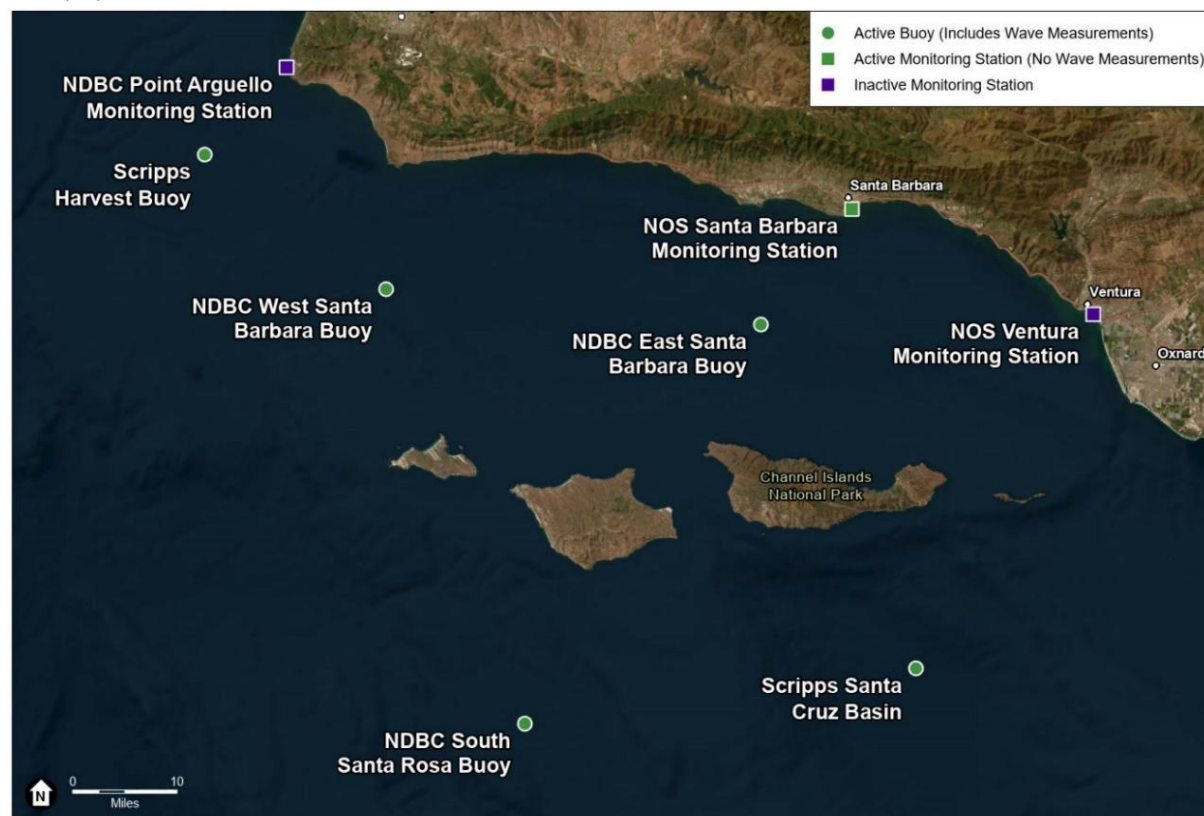 Active Buoy (Includes Wave Measurements)
Active Monitoring Station (No Wave Measurements)
Inactive Monitoring Station
NDBC Point Arguello
Monitoring Station
Scripps
Harvest Buoy
Santa Barbara
NOS Santa Barbara
Monitoring Station
NDBC West Santa
Barbara Buoy
NDBC East Santa
Barbara Buoy
Ventura
NOS Ventura
Monitoring Station
Oxnard
Channel Islands
National Park
Scripps Santa
Cruz Basin
NDBC South
Santa Rosa Buoy
N
0 10
Miles